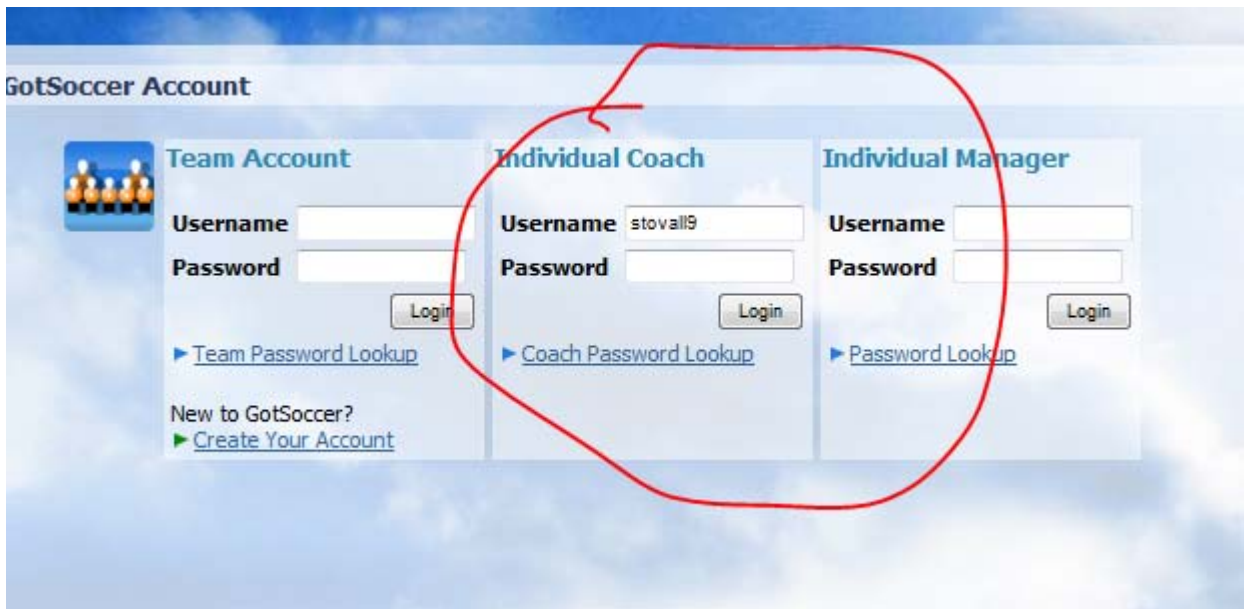 GotSoccer Account
Team Account
Username
Password
Login
Team Password Lookup
New to GotSoccer?
Create Your Account
Individual Coach
Username stovall9
Password
Login
Coach Password Lookup
Individual Manager
Username
Password
Login
Password Lookup